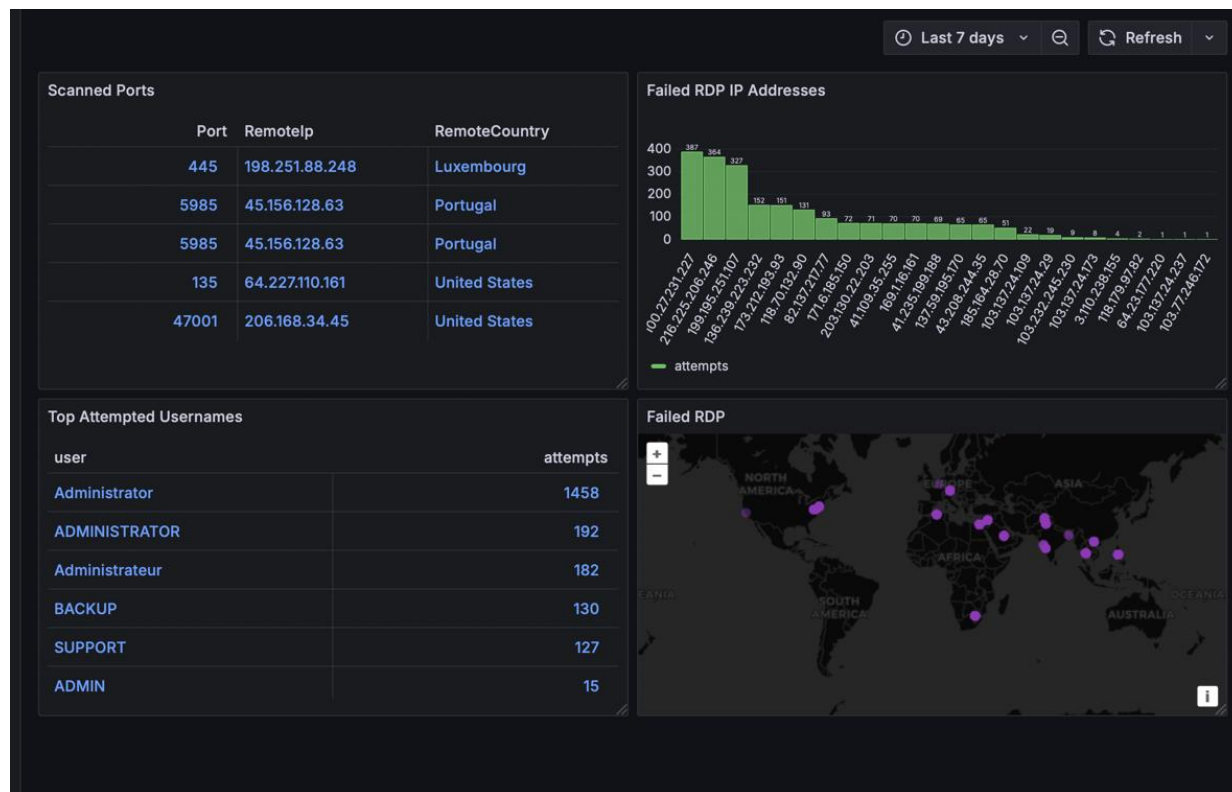 Last 7 days
Refresh
Scanned Ports
Port RemoteIp RemoteCountry
445 198.251.88.248 Luxembourg
5985 45.156.128.63 Portugal
5985 45.156.128.63 Portugal
135 64.227.110.161 United States
47001 206.168.34.45 United States
Failed RDP IP Addresses
400
300
200
100
0
387 364 327 152 151 131 93 72 71 70 70 69 65 65 51 22 19 9 8 4 2 1 1 1
216.225.206.246
199.195.251.107
136.239.223.232
173.212.193.93
118.70.132.90
82.137.217.77
171.6.185.150
203.130.22.203
41.109.35.255
169.1.16.161
41.235.199.188
137.59.195.170
43.208.244.35
185.164.28.70
103.137.24.109
103.137.24.29
103.232.245.230
103.137.24.173
3.110.238.155
118.179.97.82
64.23.177.220
103.137.24.237
103.77.246.172
attempts
Top Attempted Usernames
user attempts
Administrator 1458
ADMINISTRATOR 192
Administrateur 182
BACKUP 130
SUPPORT 127
ADMIN 15
Failed RDP
+
-
NORTH
AMERICA
EUROPE
ASIA
AFRICA
SOUTH
AMERICA
AUSTRALIA
EANIA
OCEANIA
i